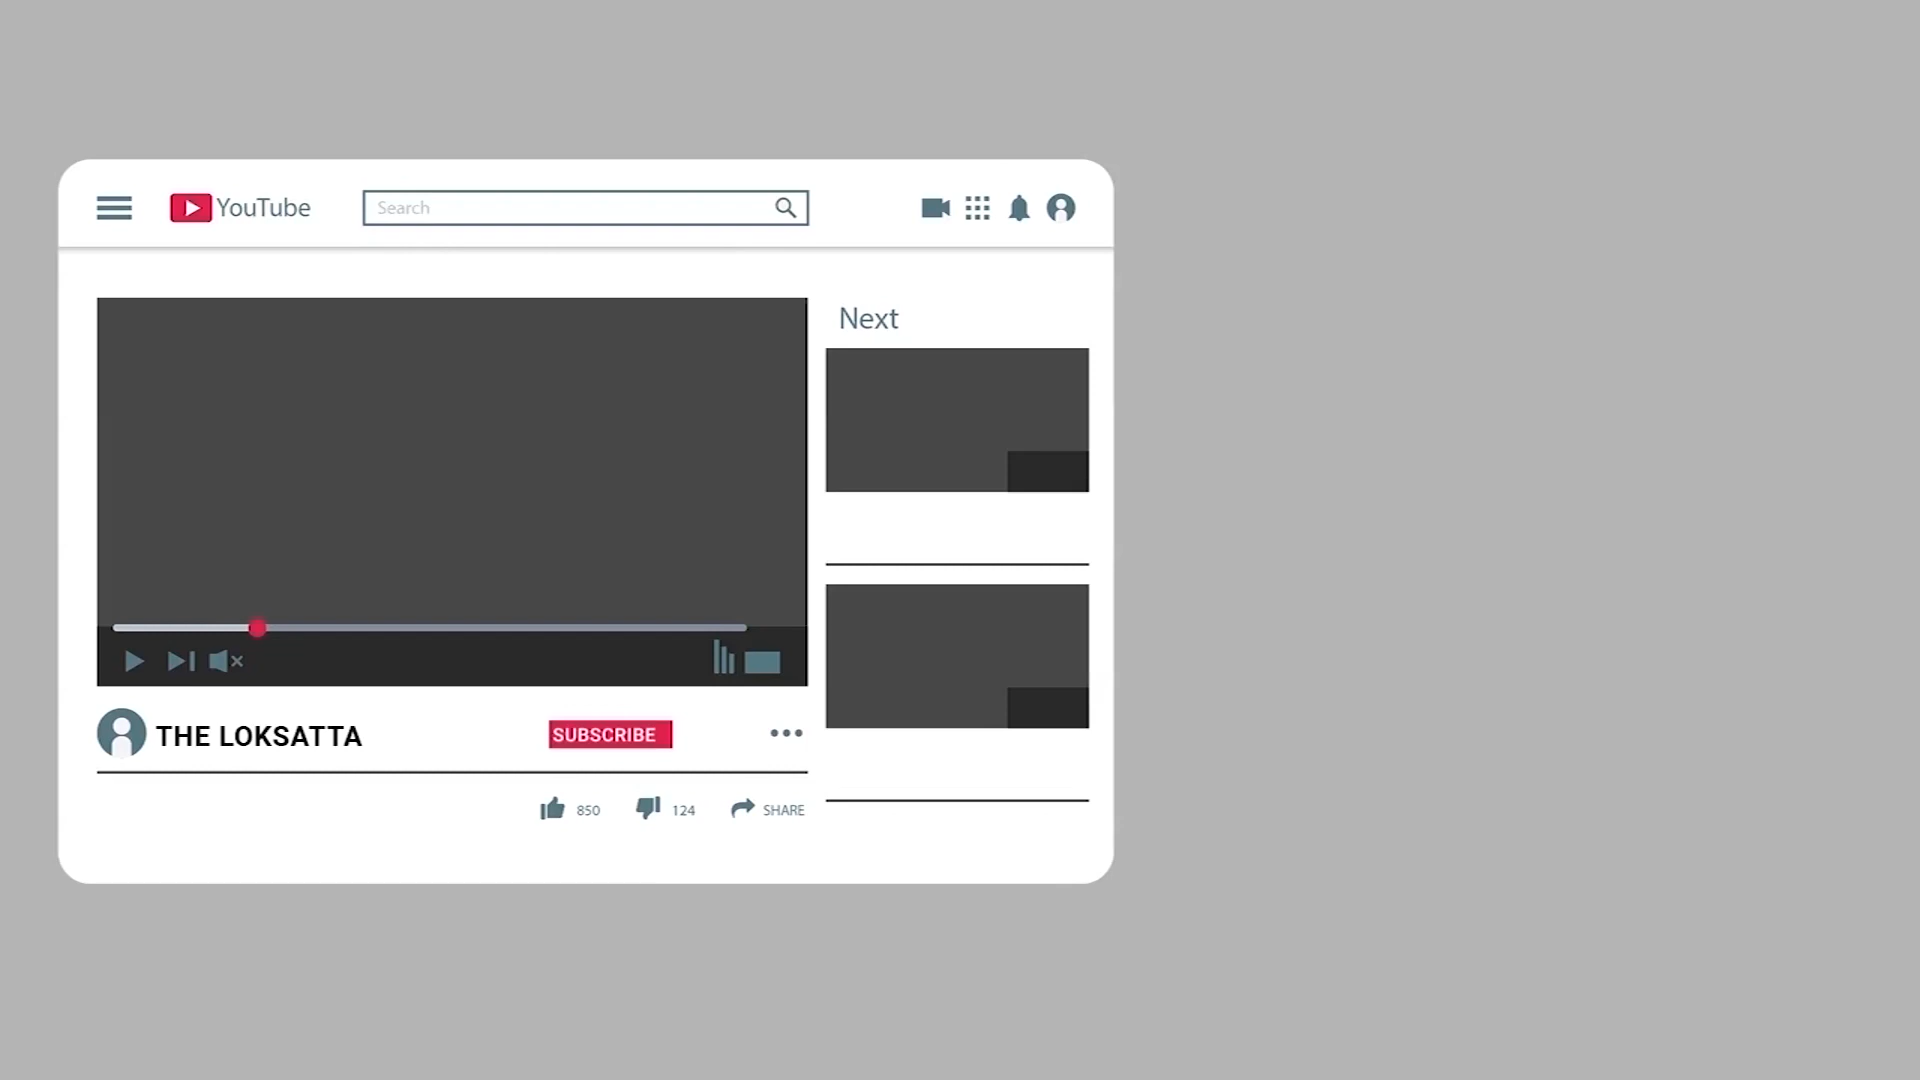 YouTube
Search
Next
THE LOKSATTA
SUBSCRIBE
850
124
SHARE